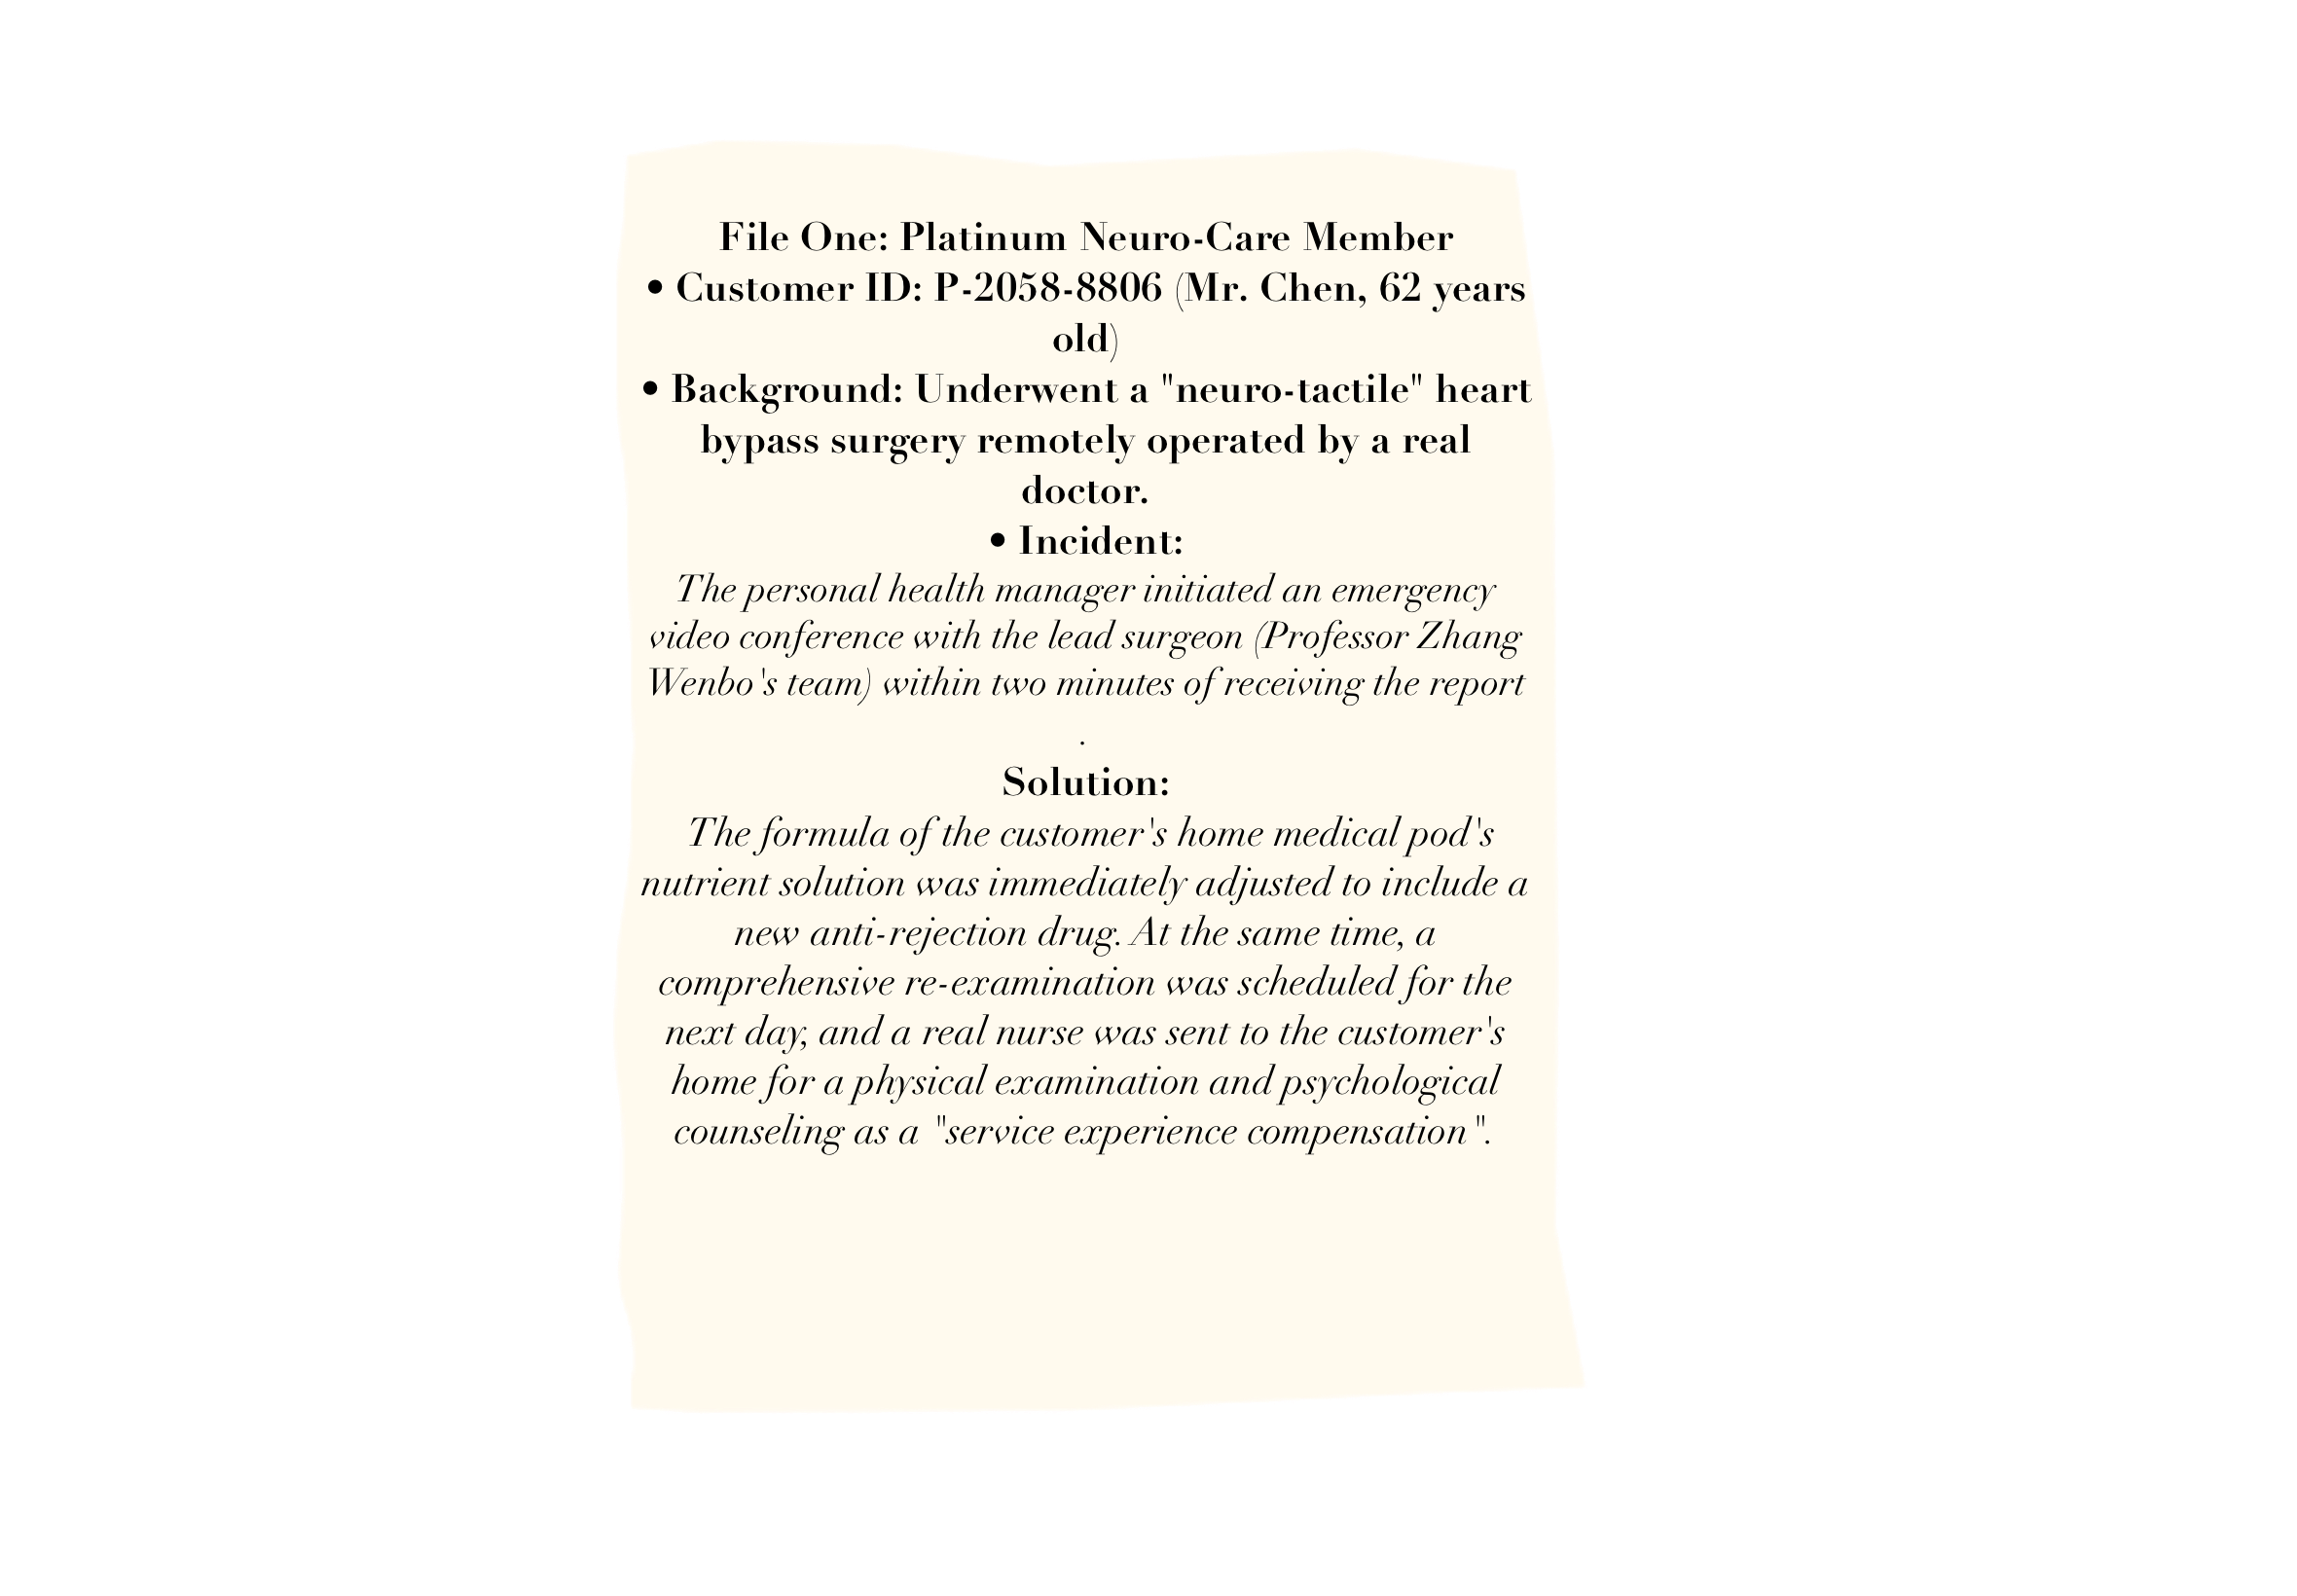 File One: Platinum Neuro-Care Member
• Customer ID: P-2058-8806 (Mr. Chen, 62 years
old)
• Background: Underwent a "neuro-tactile" heart
bypass surgery remotely operated by a real
doctor.
• Incident:
The personal health manager initiated an emergency
video conference with the lead surgeon (Professor Zhang
Wenbo's team) within two minutes of receiving the report
.
Solution:
The formula of the customer's home medical pod's
nutrient solution was immediately adjusted to include a
new anti-rejection drug. At the same time, a
comprehensive re-examination was scheduled for the
next day, and a real nurse was sent to the customer's
home for a physical examination and psychological
counseling as a "service experience compensation".